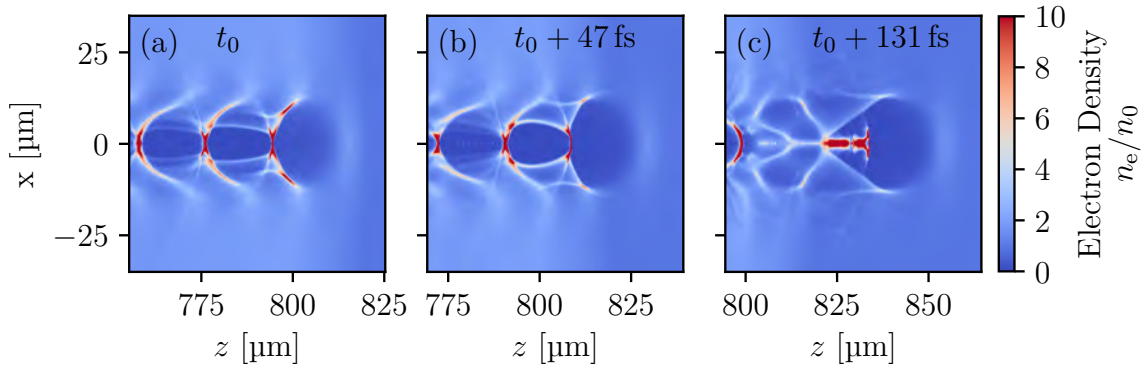 (a) t₀
(b) t₀ + 47 fs
(c) t₀ + 131 fs
x [µm]
25
0
−25
775 800 825
z [µm]
775 800 825
z [µm]
800 825 850
z [µm]
10
8
6
4
2
0
Electron Density
nₑ/n₀